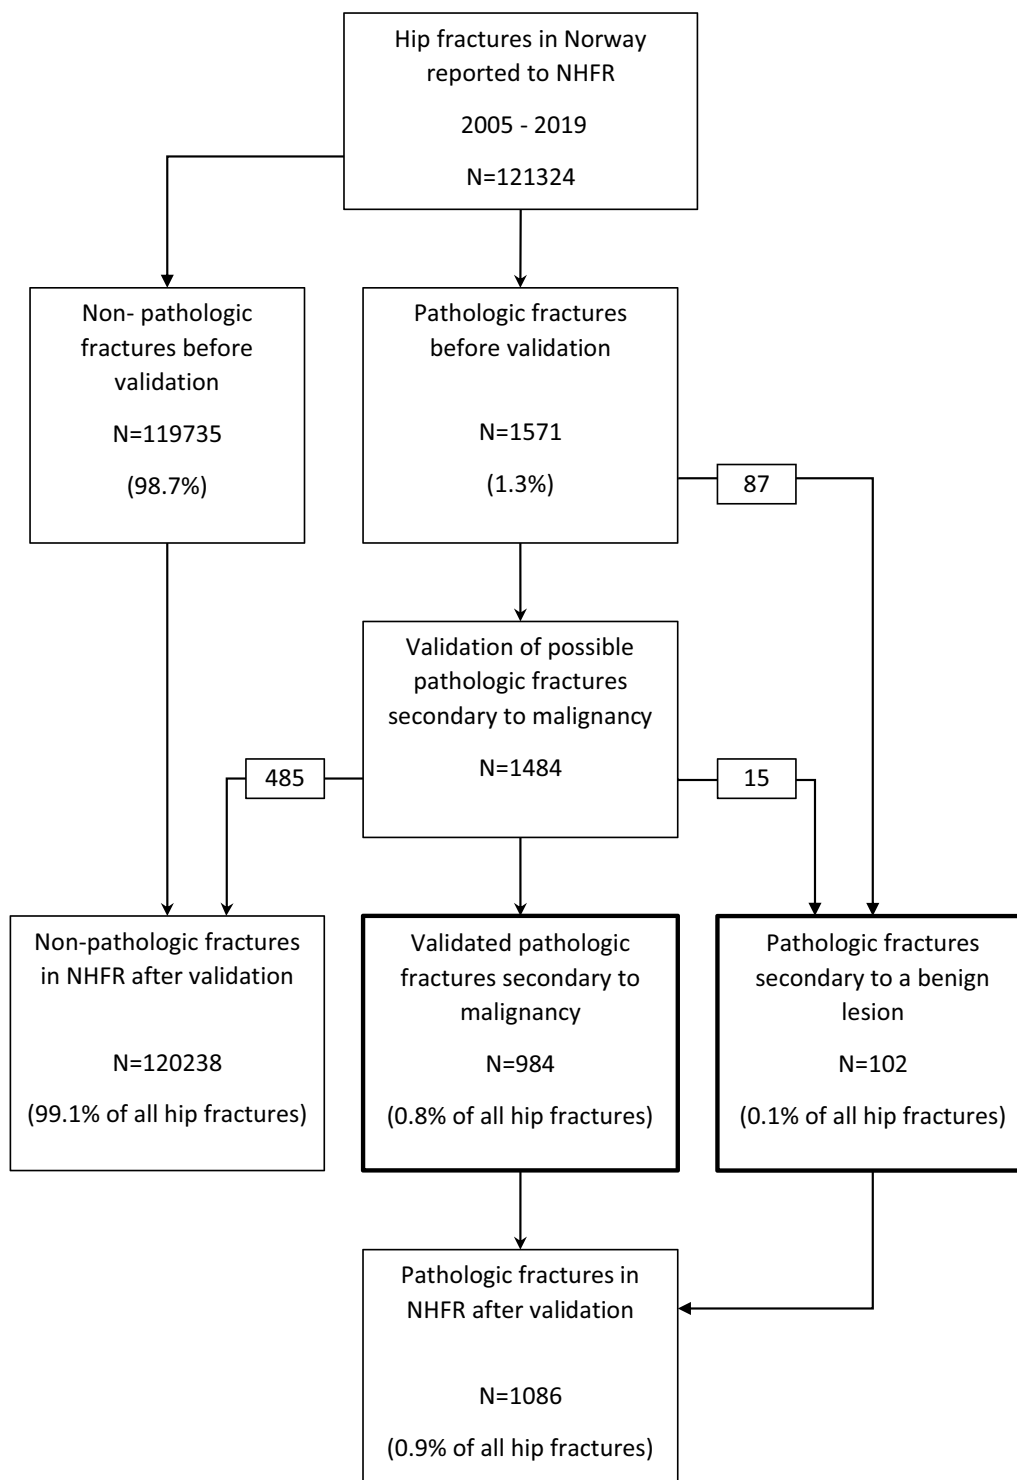 Hip fractures in Norway
reported to NHFR
2005 - 2019
N=121324
Non- pathologic
fractures before
validation
N=119735
(98.7%)
Pathologic fractures
before validation
N=1571
(1.3%)
87
Validation of possible
pathologic fractures
secondary to malignancy
N=1484
485
15
Non-pathologic fractures
in NHFR after validation
N=120238
(99.1% of all hip fractures)
Validated pathologic
fractures secondary to
malignancy
N=984
(0.8% of all hip fractures)
Pathologic fractures
secondary to a benign
lesion
N=102
(0.1% of all hip fractures)
Pathologic fractures in
NHFR after validation
N=1086
(0.9% of all hip fractures)